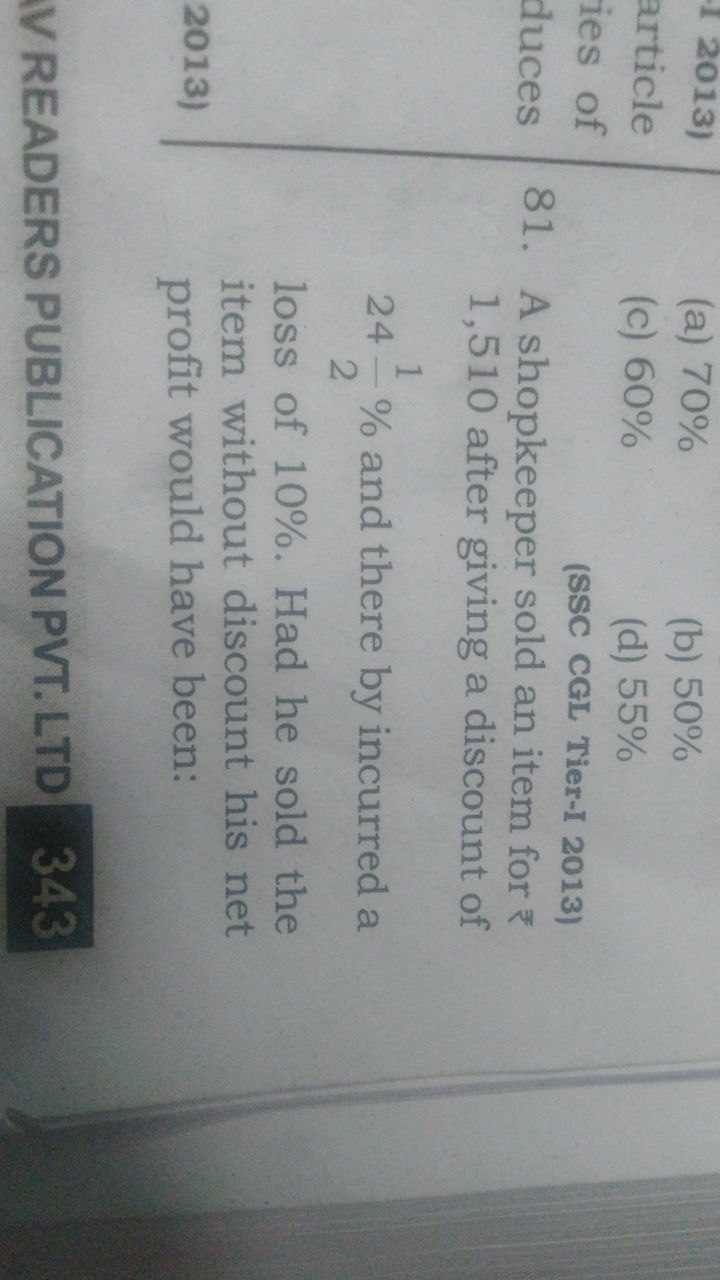 -I 2013)
article
ies of
duces
2013)
(a) 70% (b) 50%
(c) 60% (d) 55%
(SSC CGL Tier-I 2013)
81. A shopkeeper sold an item for ₹
1,510 after giving a discount of
24 1/2 % and there by incurred a
loss of 10%. Had he sold the
item without discount his net
profit would have been:
READERS PUBLICATION PVT. LTD 343